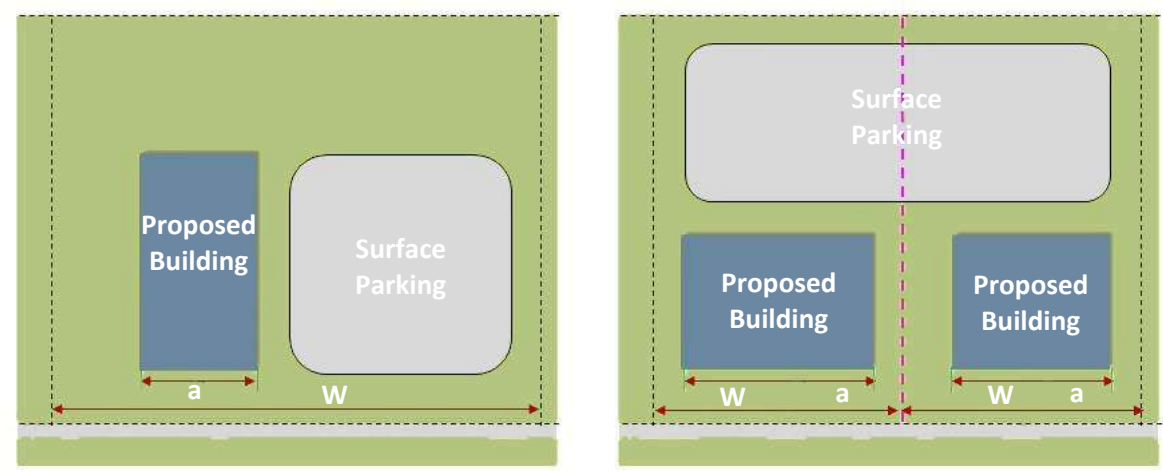 Proposed
Building
Surface
Parking
a
W
Surface
Parking
Proposed
Building
Proposed
Building
W a
W a